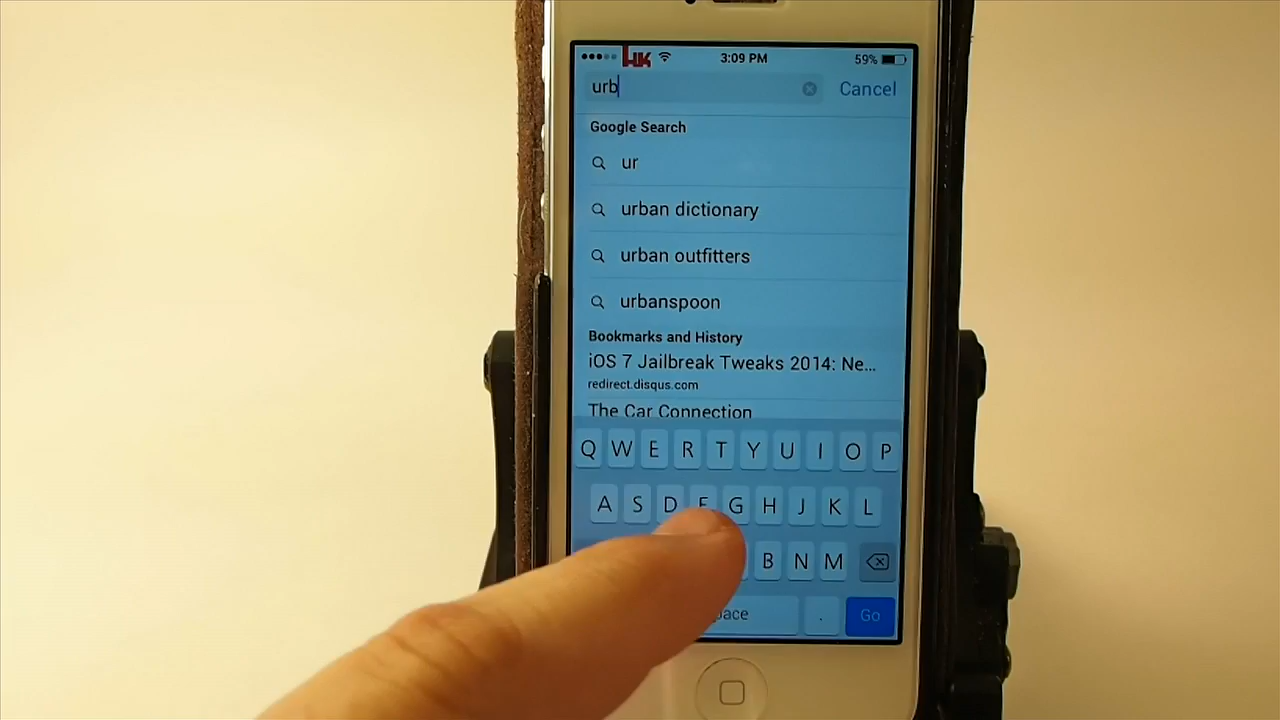 HK 3:09 PM 59%
urb Cancel
Google Search
ur
urban dictionary
urban outfitters
urbanspoon
Bookmarks and History
iOS 7 Jailbreak Tweaks 2014: Ne...
redirect.disqus.com
The Car Connection
Q W E R T Y U I O P
A S D F G H J K L
B N M
. Go